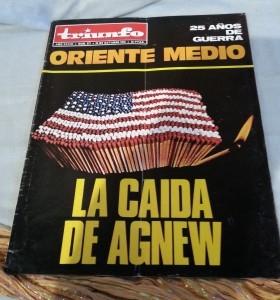 triunfo
25 AÑOS
DE
GUERRA
ORIENTE MEDIO
LA CAIDA
DE AGNEW